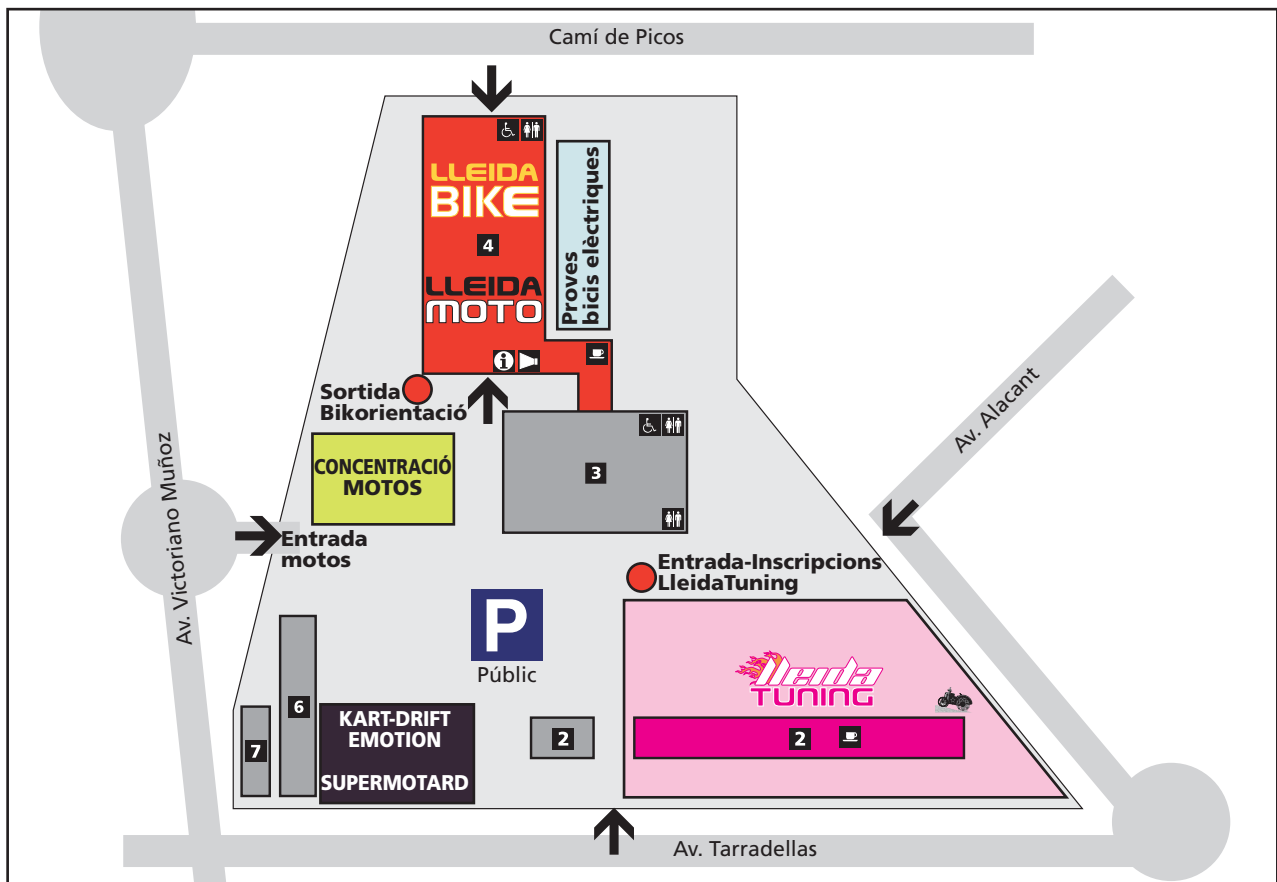 Camí de Picos
LLEIDA
BIKE
4
LLEIDA
MOTO
Proves
bicis elèctriques
i
Sortida
Bikorientació
CONCENTRACIÓ
MOTOS
3
Av. Alacant
Av. Victoriano Muñoz
Entrada
motos
Entrada-Inscripcions
LleidaTuning
P
Públic
lleida
TUNING
6
7
KART-DRIFT
EMOTION
SUPERMOTARD
2
2
Av. Tarradellas